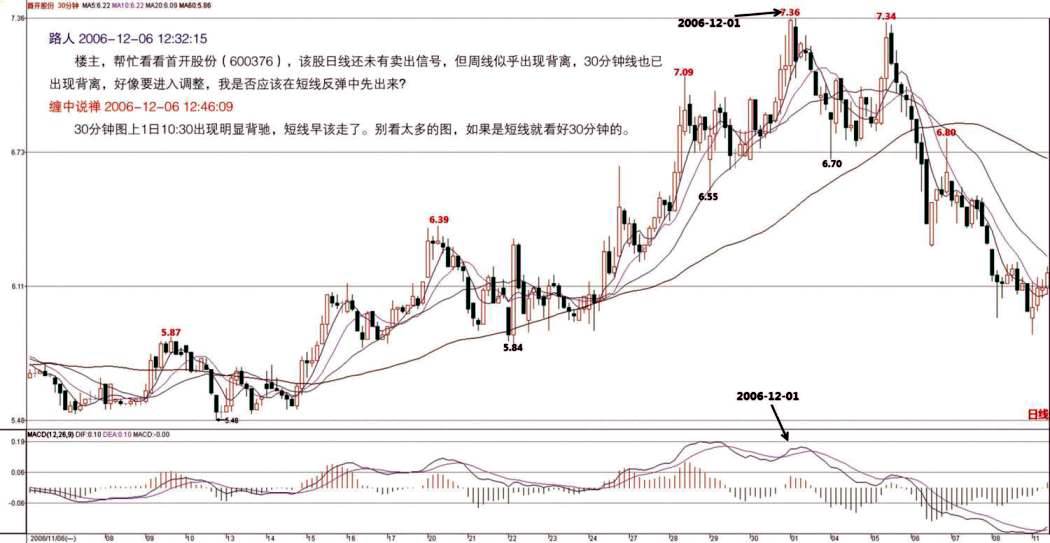 首开股份 30分钟 MA5:6.22 MA10:6.22 MA20:6.09 MA60:5.86
7.36
6.73
6.11
5.48
路人 2006-12-06 12:32:15
楼主，帮忙看看首开股份（600376），该股日线还未有卖出信号，但周线似乎出现背离，30分钟线也已
出现背离，好像要进入调整，我是否应该在短线反弹中先出来？
缠中说禅 2006-12-06 12:46:09
30分钟图上1日10:30出现明显背驰，短线早该走了。别看太多的图，如果是短线就看好30分钟的。
2006-12-01
7.36
7.34
7.09
6.80
6.70
6.55
6.39
5.87
5.84
5.48
2006-12-01
日线
MACD(12,26,9) DIF:0.10 DEA:0.10 MACD:-0.00
0.19
0.06
-0.06
2006/11/06(一) 08 09 10 13 14 15 16 17 20 21 22 23 24 27 28 29 30 01 04 05 06 07 08 11